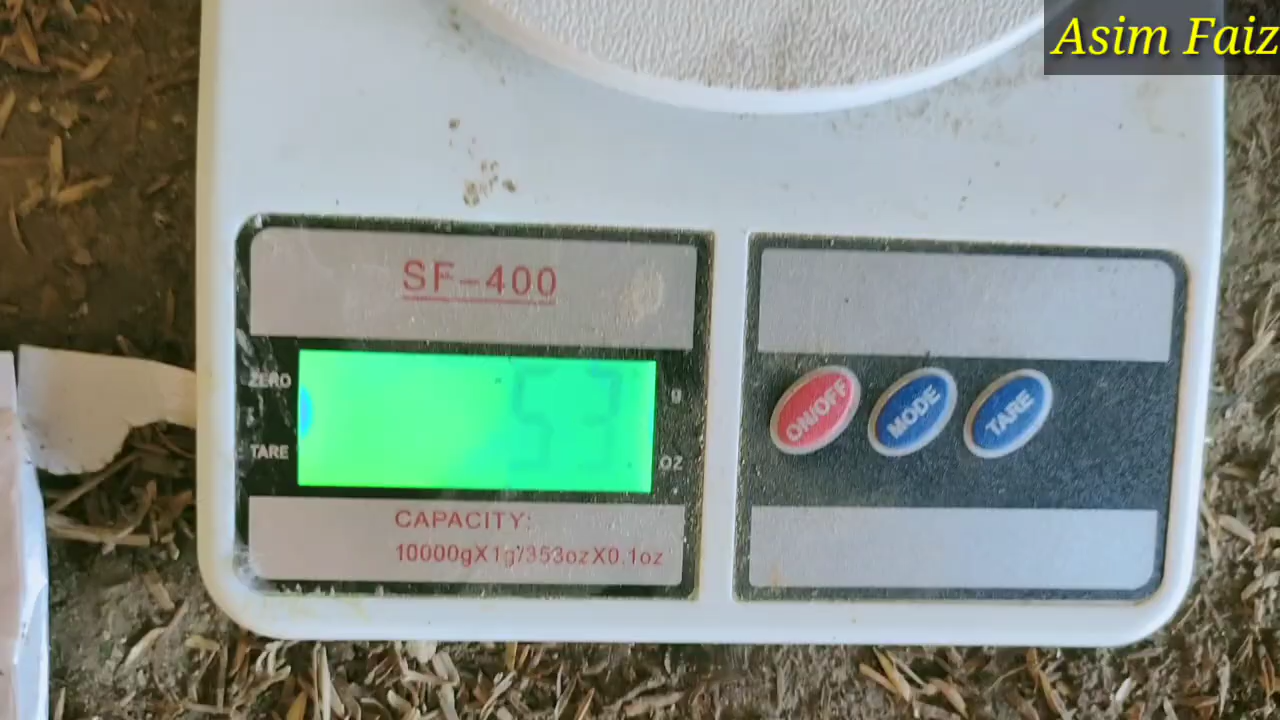 Asim Faiz
SF-400
ZERO
53
g
TARE
OZ
ON/OFF
MODE
TARE
CAPACITY:
10000gX1g/353ozX0.1oz